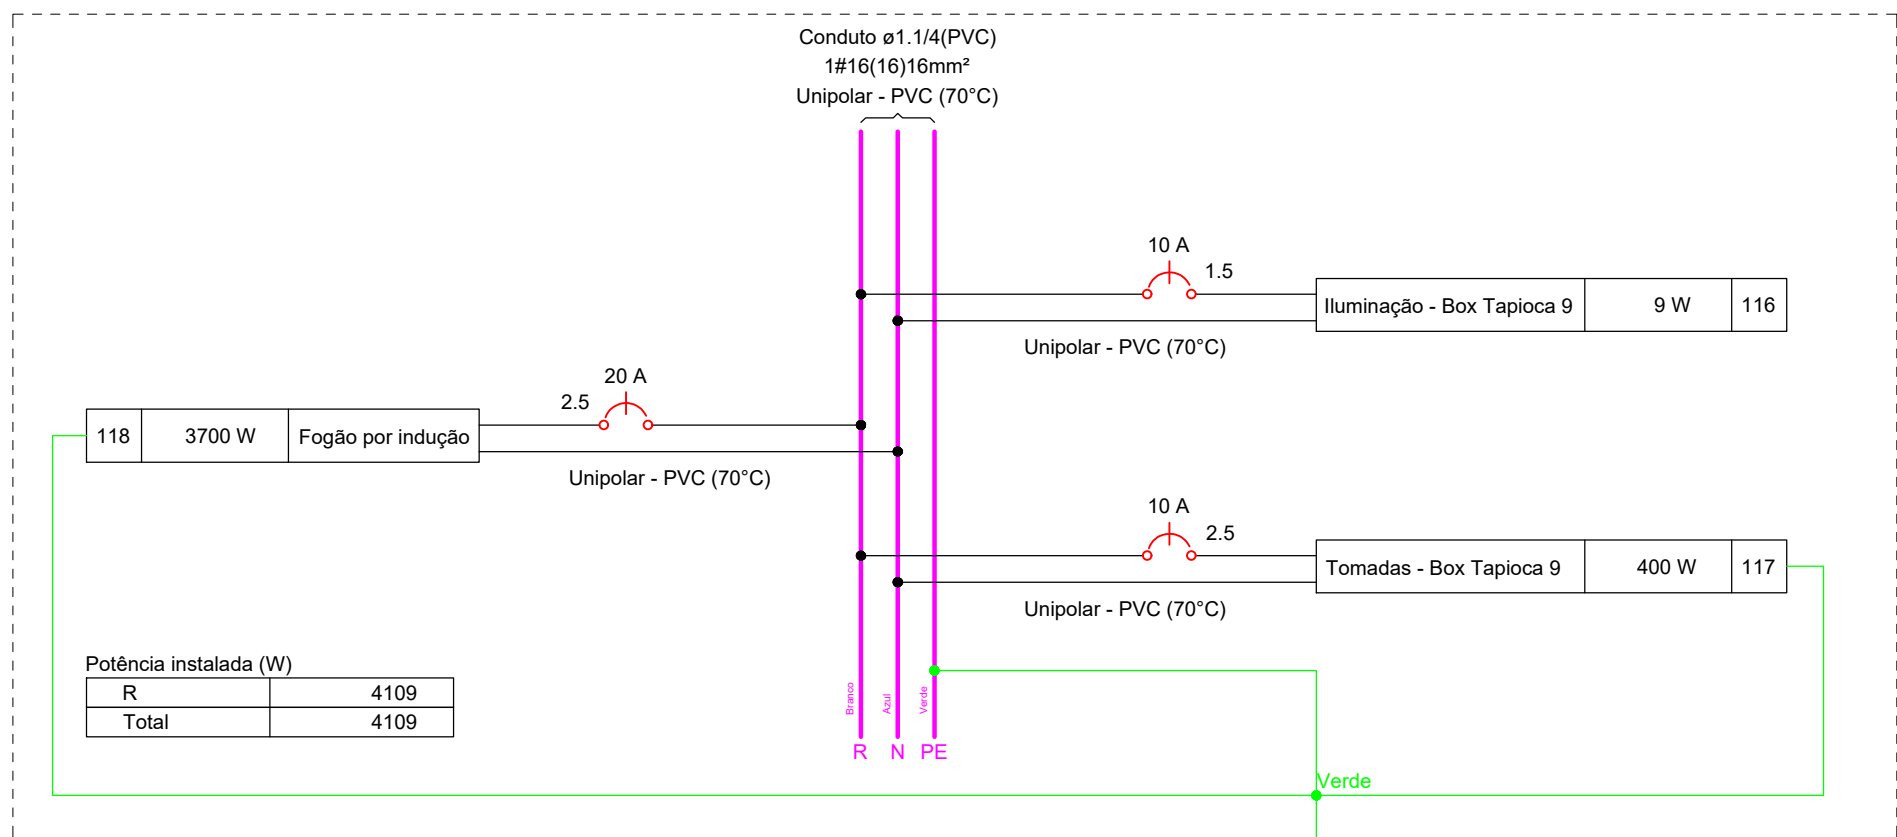 Conduto ø1.1/4(PVC)
1#16(16)16mm²
Unipolar - PVC (70°C)
10 A
1.5
Iluminação - Box Tapioca 9 9 W 116
Unipolar - PVC (70°C)
20 A
2.5
118 3700 W Fogão por indução
Unipolar - PVC (70°C)
10 A
2.5
Tomadas - Box Tapioca 9 400 W 117
Unipolar - PVC (70°C)
Potência instalada (W)
R 4109
Total 4109
Branco
Azul
Verde
R N PE
Verde